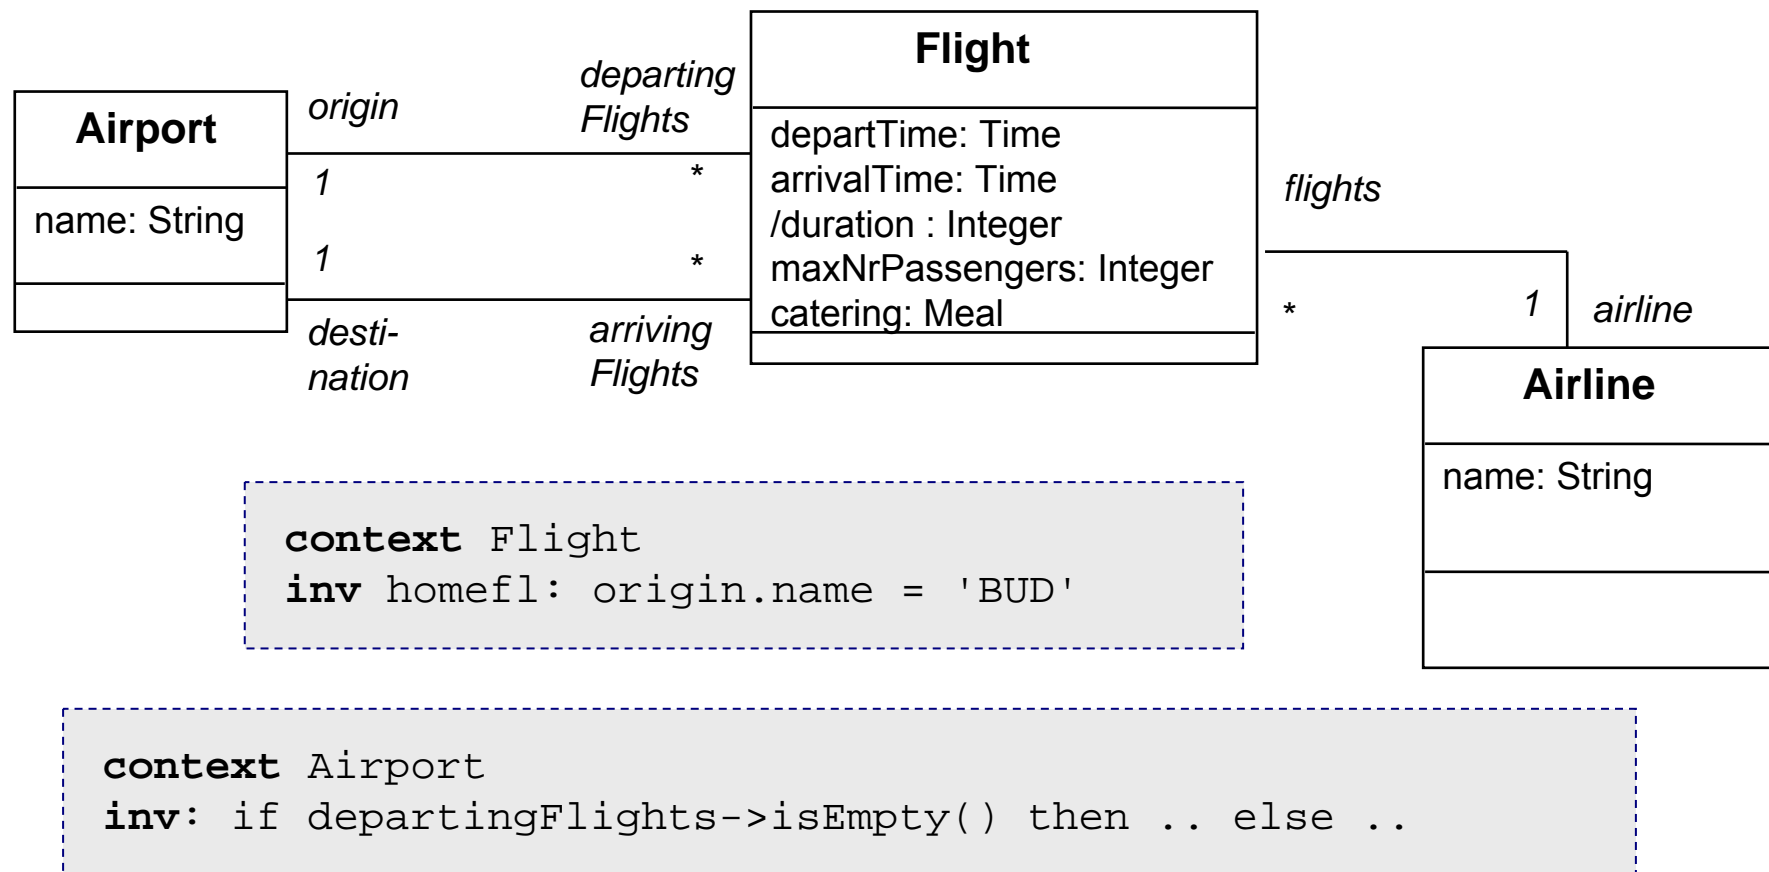 Airport
name: String
origin
1
departing
Flights
*
1
*
desti-
nation
arriving
Flights
Flight
departTime: Time
arrivalTime: Time
/duration : Integer
maxNrPassengers: Integer
catering: Meal
flights
*
1
airline
Airline
name: String
context Flight
inv homefl: origin.name = 'BUD'
context Airport
inv: if departingFlights->isEmpty() then .. else ..